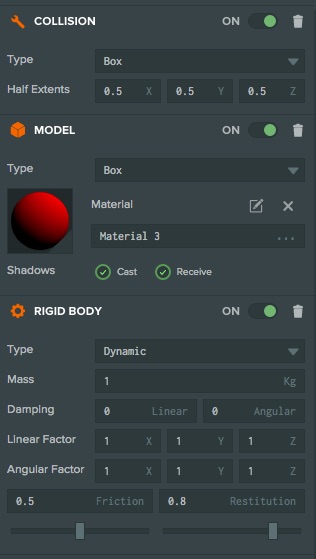 COLLISION ON
Type Box
Half Extents 0.5 X 0.5 Y 0.5 Z
MODEL ON
Type Box
Material
Material 3 ...
Shadows Cast Receive
RIGID BODY ON
Type Dynamic
Mass 1 Kg
Damping 0 Linear 0 Angular
Linear Factor 1 X 1 Y 1 Z
Angular Factor 1 X 1 Y 1 Z
0.5 Friction 0.8 Restitution